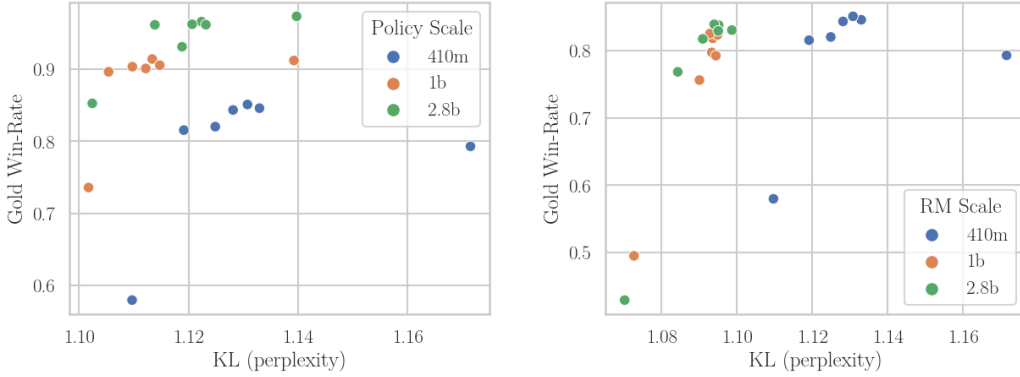 Gold Win-Rate
0.9
0.8
0.7
0.6
1.10
1.12
1.14
1.16
KL (perplexity)
Policy Scale
410m
1b
2.8b
Gold Win-Rate
0.8
0.7
0.6
0.5
1.08
1.10
1.12
1.14
1.16
KL (perplexity)
RM Scale
410m
1b
2.8b